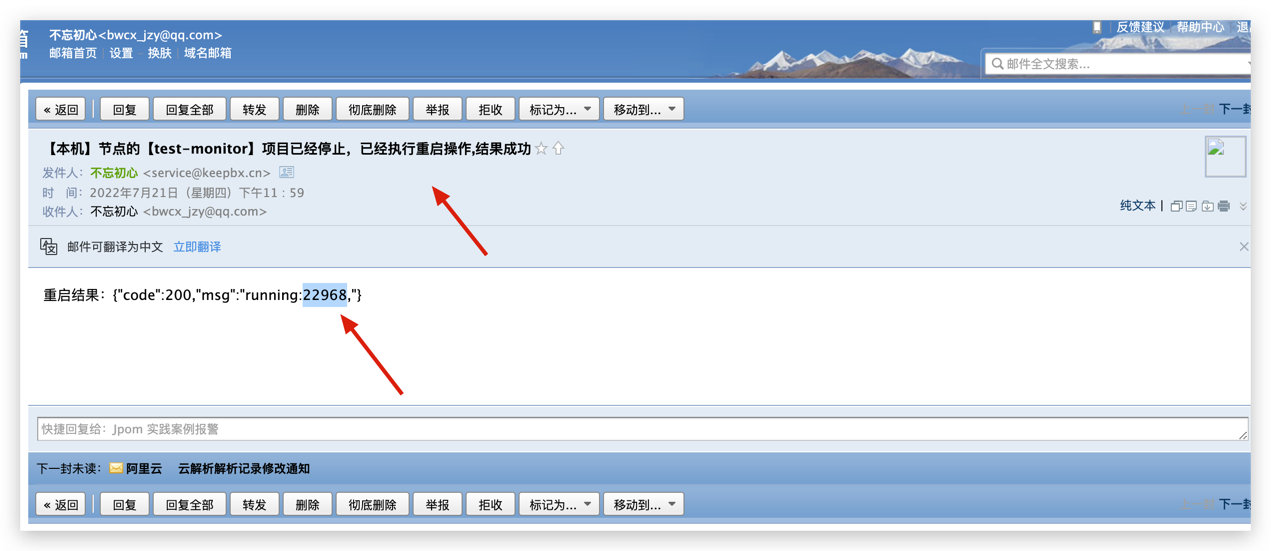 箱
不忘初心<bwcx_jzy@qq.com>
邮箱首页 | 设置 - 换肤 | 域名邮箱
反馈建议 帮助中心
邮件全文搜索...
« 返回 回复 回复全部 转发 删除 彻底删除 举报 拒收 标记为... 移动到... 下一封
【本机】节点的【test-monitor】项目已经停止，已经执行重启操作,结果成功
发件人：不忘初心 <service@keepbx.cn>
时 间：2022年7月21日（星期四）下午11：59
收件人：不忘初心 <bwcx_jzy@qq.com>
纯文本 |
邮件可翻译为中文 立即翻译
重启结果：{"code":200,"msg":"running:22968,"}
快捷回复给：Jpom 实践案例报警
下一封未读： 阿里云 云解析解析记录修改通知
« 返回 回复 回复全部 转发 删除 彻底删除 举报 拒收 标记为... 移动到... 下一封